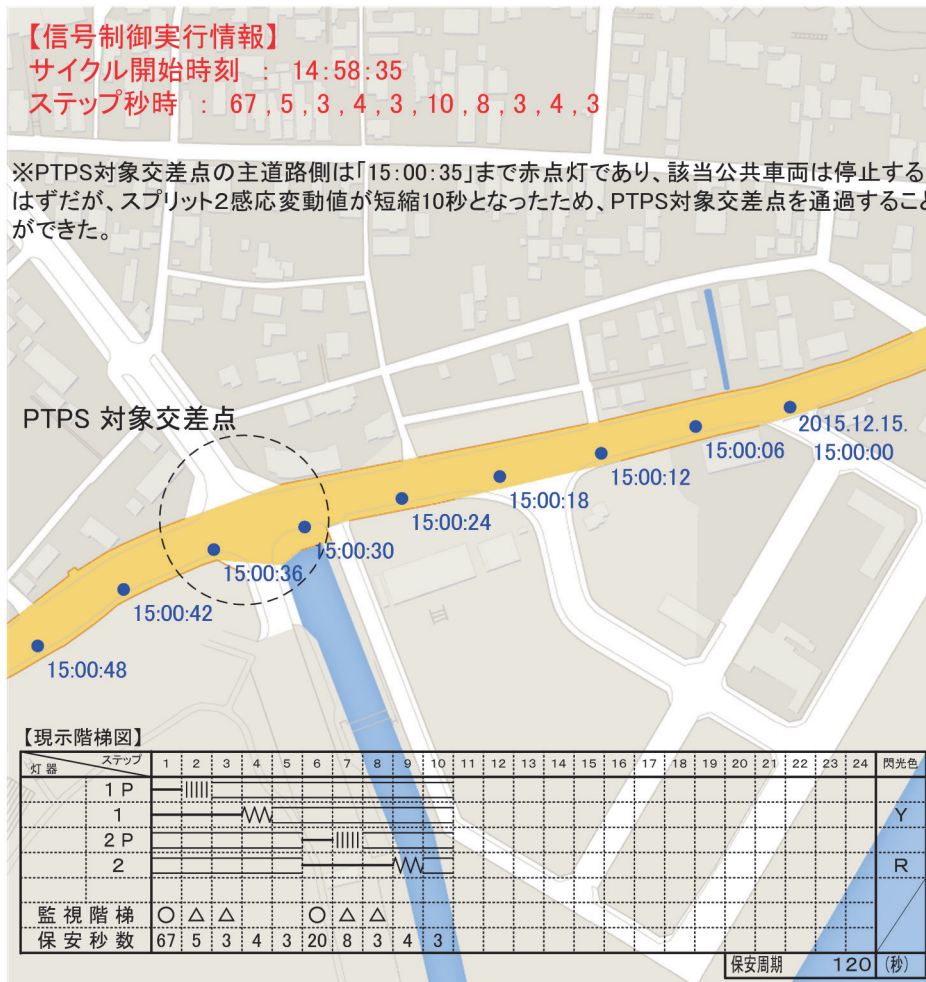 【信号制御実行情報】
サイクル開始時刻 : 14:58:35
ステップ秒時 : 67,5,3,4,3,10,8,3,4,3
※PTPS対象交差点の主道路側は「15:00:35」まで赤点灯であり、該当公共車両は停止する
はずだが、スプリット2感応変動値が短縮10秒となったため、PTPS対象交差点を通過すること
ができた。
PTPS 対象交差点
2015.12.15.
15:00:00
15:00:06
15:00:12
15:00:18
15:00:24
15:00:30
15:00:36
15:00:42
15:00:48
【現示階梯図】
灯器 ステップ 1 2 3 4 5 6 7 8 9 10 11 12 13 14 15 16 17 18 19 20 21 22 23 24 閃光色
1P
1 Y
2P
2 R
監視階梯 ○ △ △ ○ △ △
保安秒数 67 5 3 4 3 20 8 3 4 3
保安周期 120 (秒)